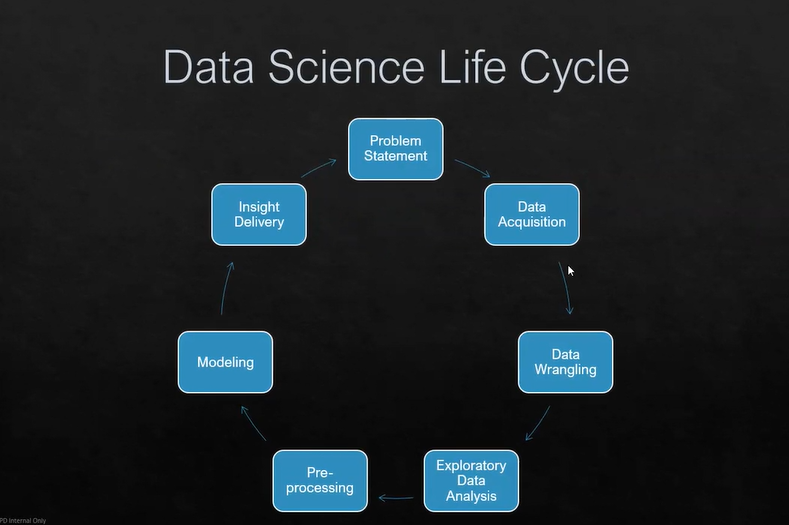 Data Science Life Cycle
Problem
Statement
Data
Acquisition
Data
Wrangling
Exploratory
Data
Analysis
Pre-
processing
Modeling
Insight
Delivery
PD Internal Only